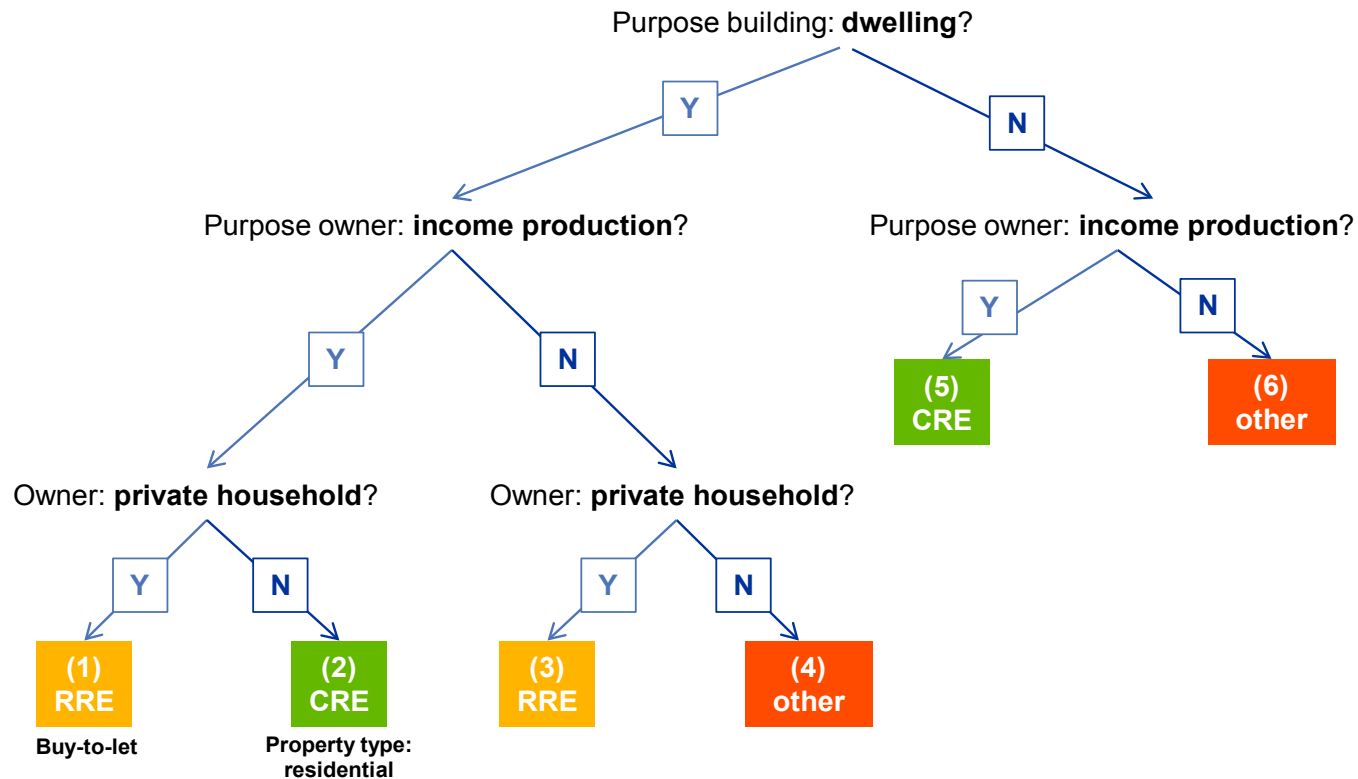 Purpose building: dwelling?
Y
N
Purpose owner: income production?
Purpose owner: income production?
Y
N
Y
N
(5)
CRE
(6)
other
Owner: private household?
Owner: private household?
Y
N
Y
N
(1)
RRE
(2)
CRE
(3)
RRE
(4)
other
Buy-to-let
Property type:
residential